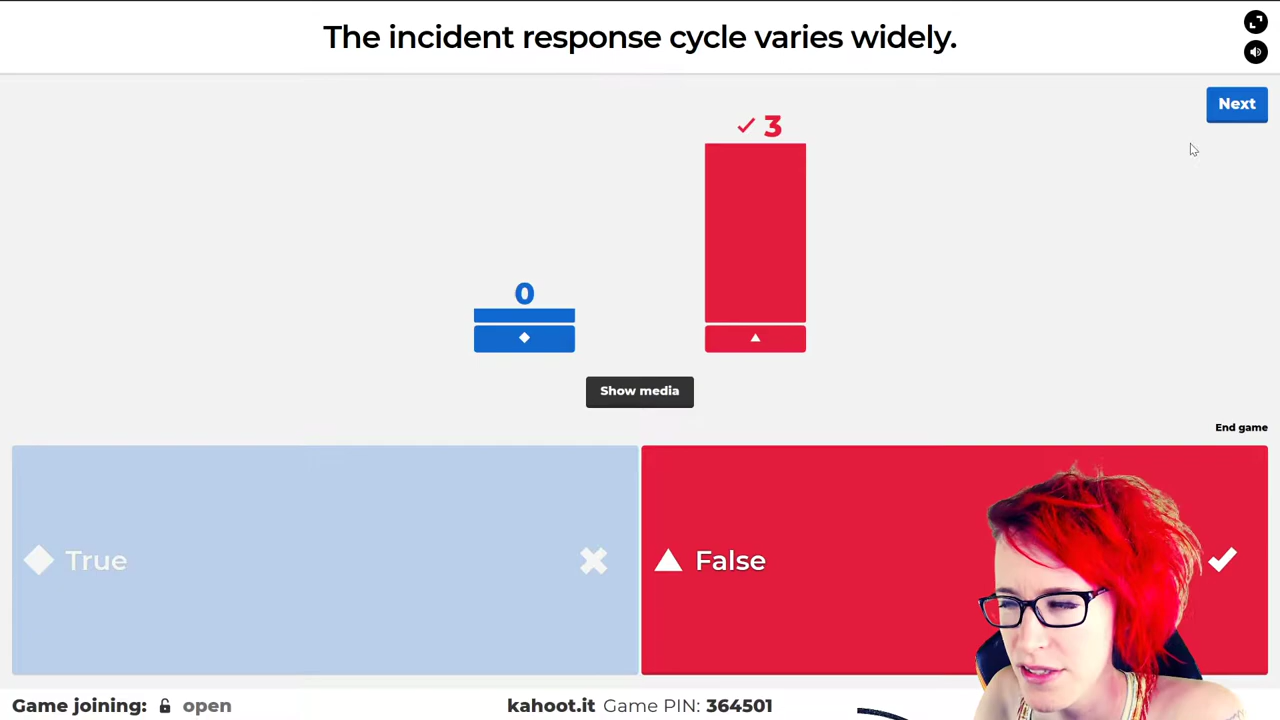 The incident response cycle varies widely.
Next
3
0
Show media
End game
True
False
Game joining: open
kahoot.it Game PIN: 364501